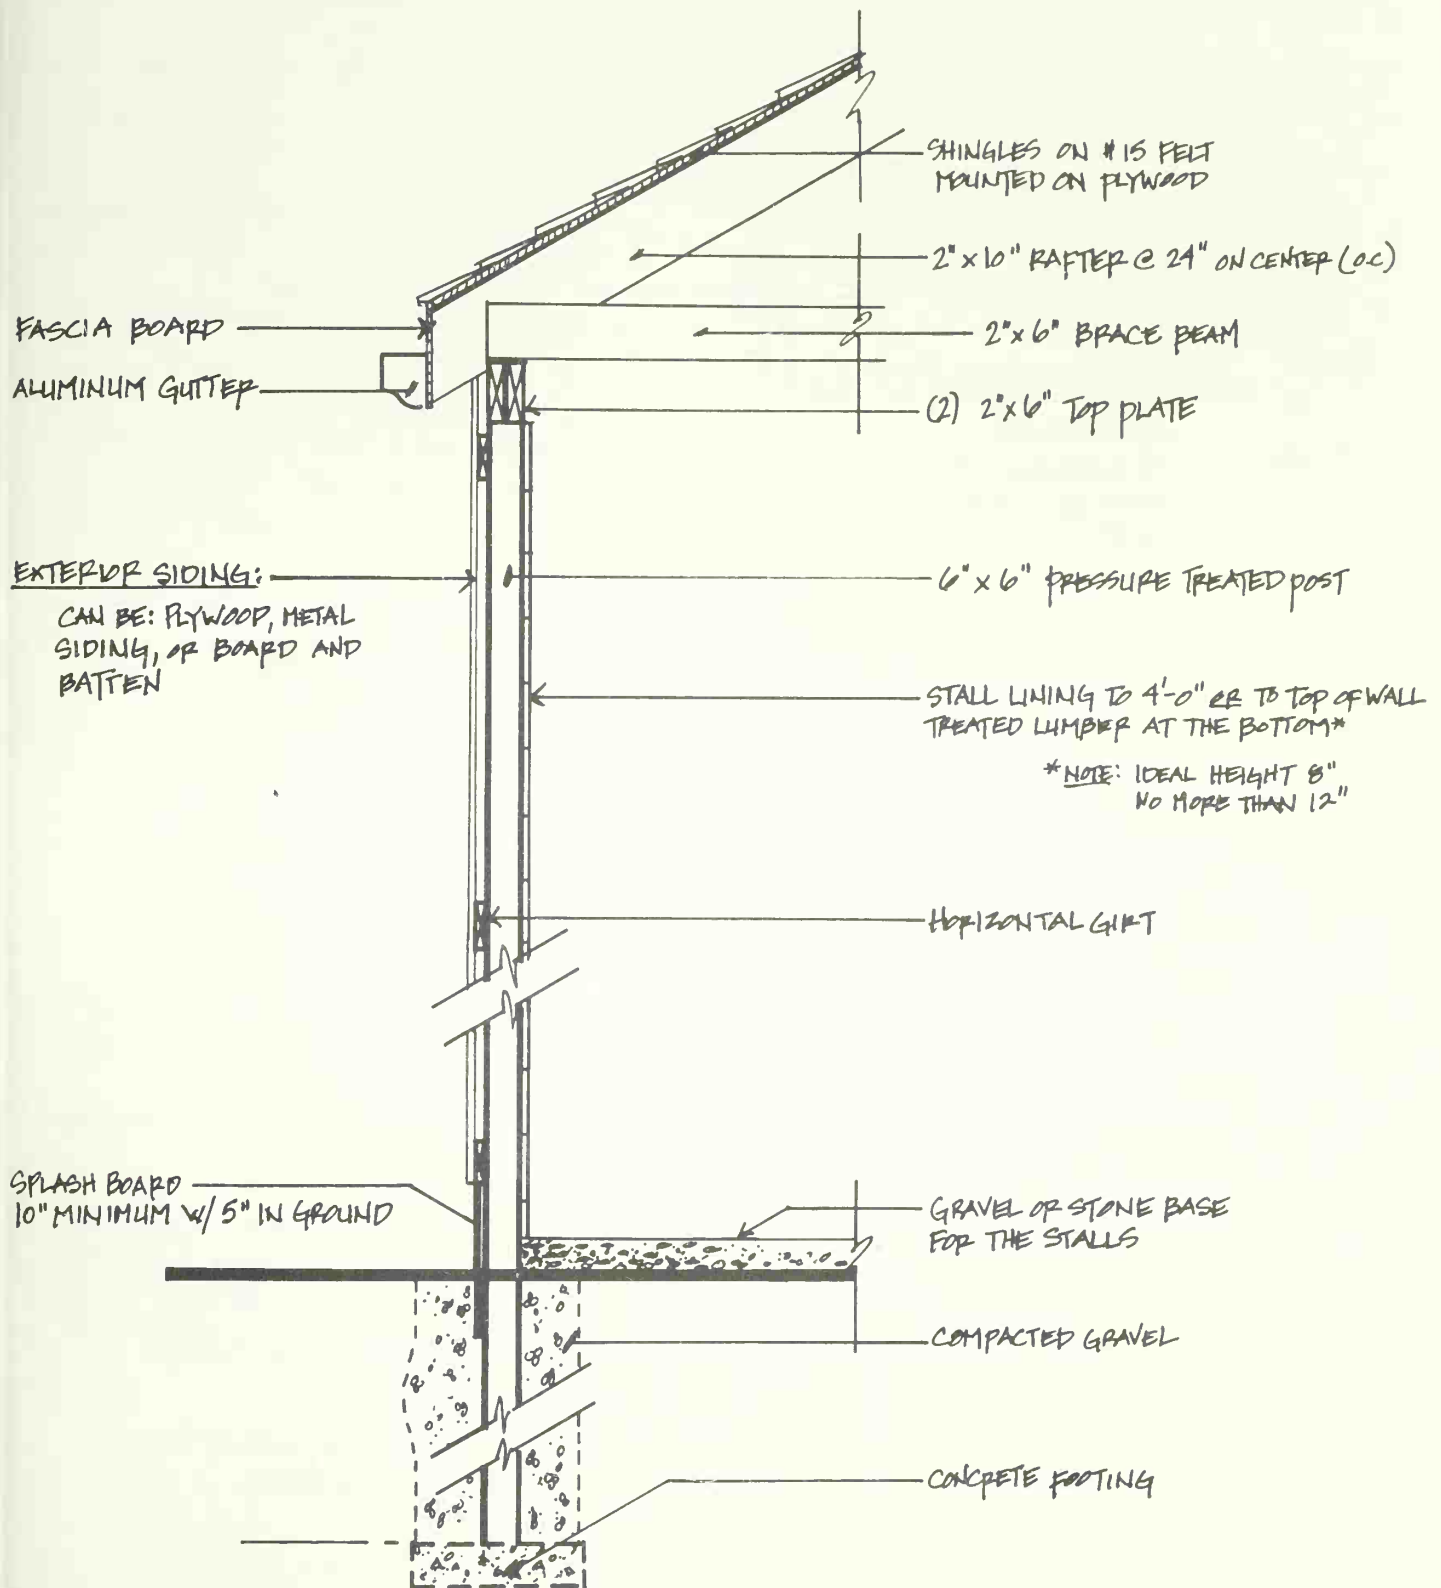 SHINGLES ON #15 FELT
MOUNTED ON PLYWOOD
2" x 10" RAFTER @ 24" ON CENTER (O.C)
FASCIA BOARD
2" x 6" BRACE BEAM
ALUMINUM GUTTER
(2) 2" x 6" TOP PLATE
EXTERIOR SIDING:
CAN BE: PLYWOOD, METAL
SIDING, OR BOARD AND
BATTEN
6" x 6" PRESSURE TREATED POST
STALL LINING TO 4'-0" OR TO TOP OF WALL
TREATED LUMBER AT THE BOTTOM*
*NOTE: IDEAL HEIGHT 8"
NO MORE THAN 12"
HORIZONTAL GIRT
SPLASH BOARD
10" MINIMUM W/ 5" IN GROUND
GRAVEL OR STONE BASE
FOR THE STALLS
COMPACTED GRAVEL
CONCRETE FOOTING